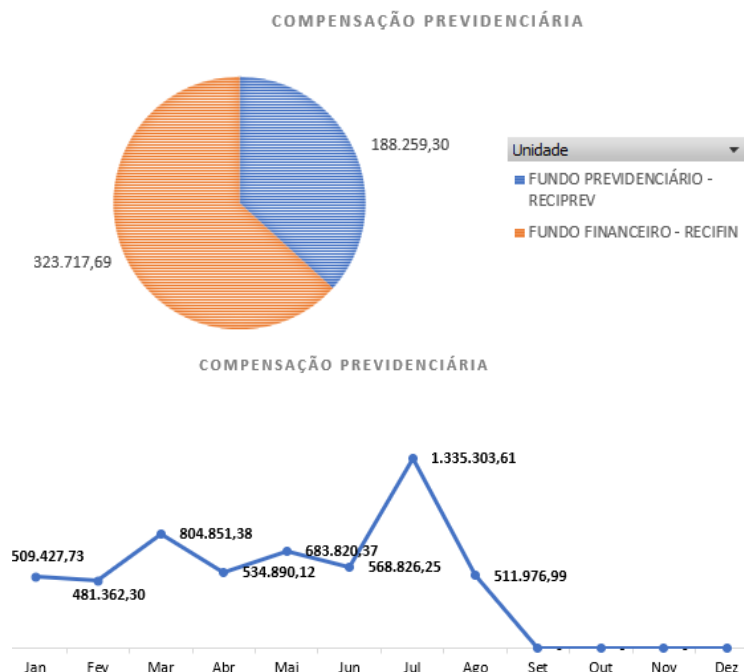 COMPENSAÇÃO PREVIDENCIÁRIA
188.259,30
323.717,69
Unidade
FUNDO PREVIDENCIÁRIO -
RECIPREV
FUNDO FINANCEIRO - RECIFIN
COMPENSAÇÃO PREVIDENCIÁRIA
509.427,73
481.362,30
804.851,38
534.890,12
683.820,37
568.826,25
1.335.303,61
511.976,99
-
-
-
Jan Fev Mar Abr Mai Jun Jul Ago Set Out Nov Dez